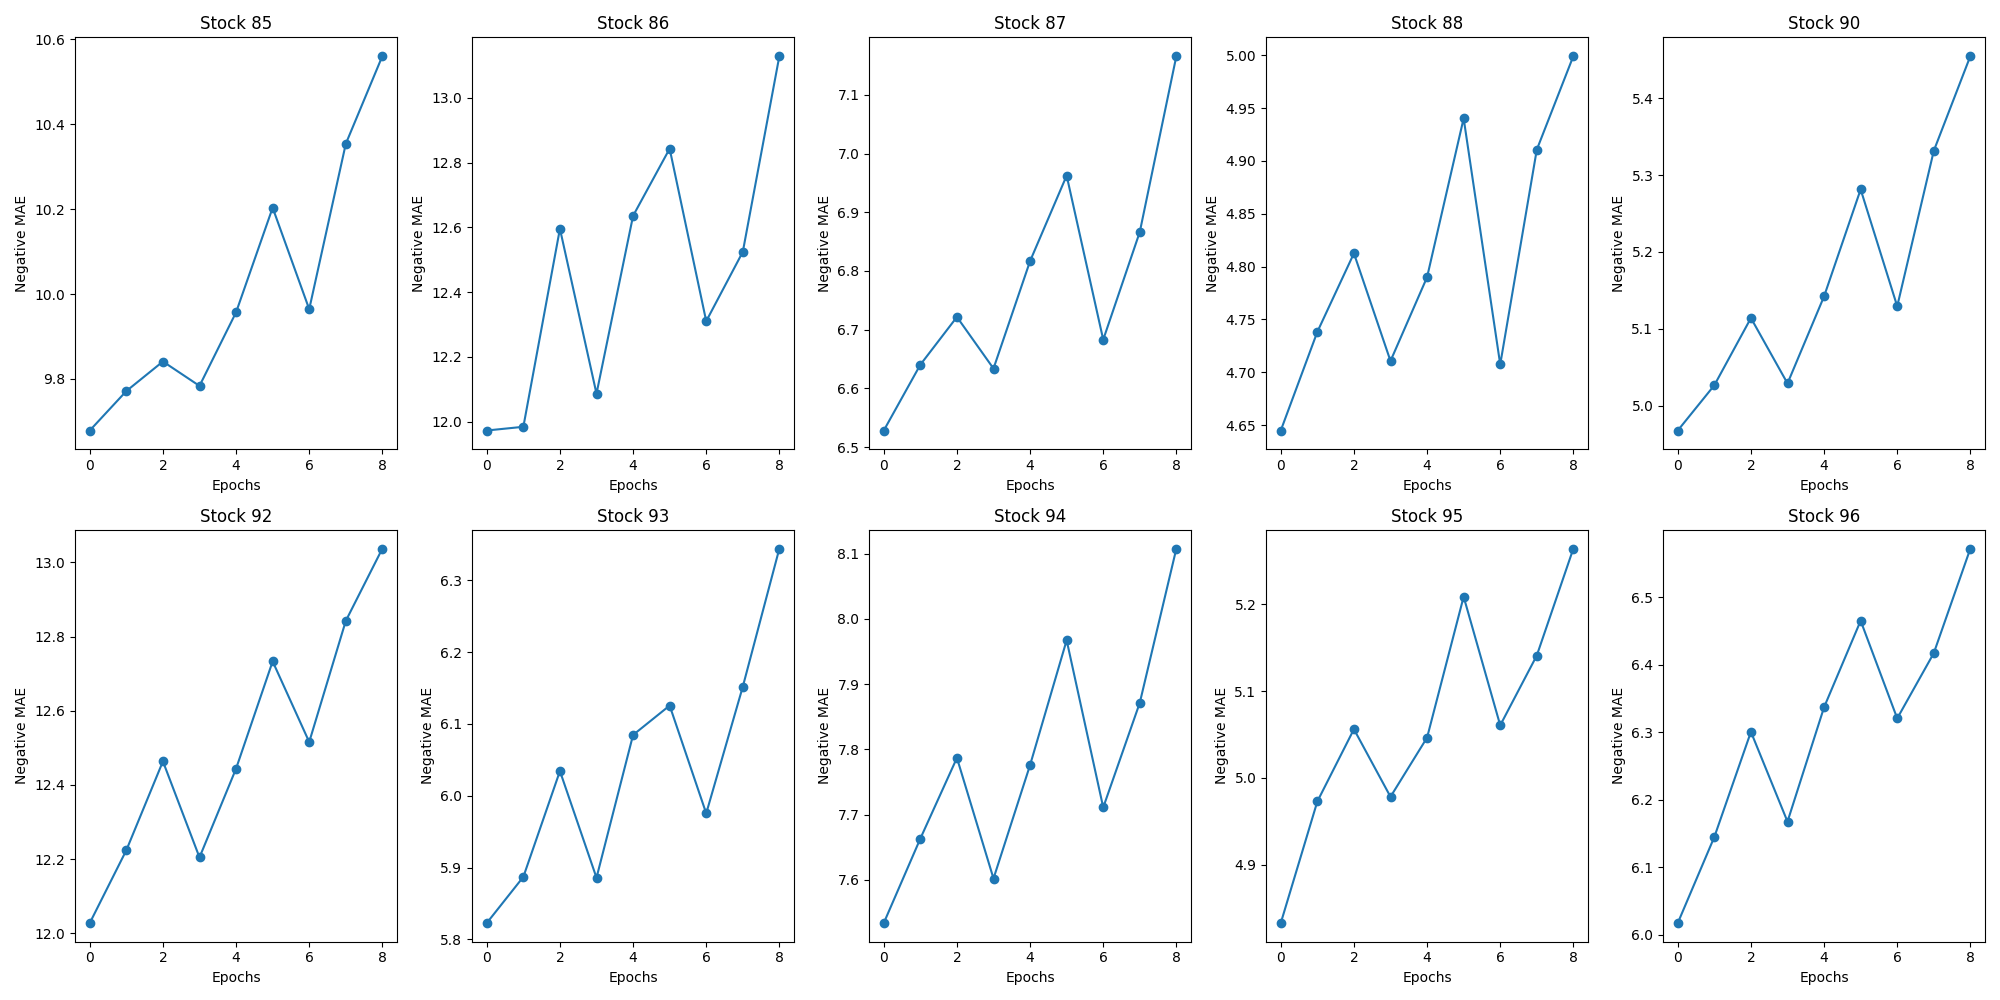 Stock 85
Negative MAE
10.6
10.4
10.2
10.0
9.8
0 2 4 6 8
Epochs
Stock 86
Negative MAE
13.0
12.8
12.6
12.4
12.2
12.0
0 2 4 6 8
Epochs
Stock 87
Negative MAE
7.1
7.0
6.9
6.8
6.7
6.6
6.5
0 2 4 6 8
Epochs
Stock 88
Negative MAE
5.00
4.95
4.90
4.85
4.80
4.75
4.70
4.65
0 2 4 6 8
Epochs
Stock 90
Negative MAE
5.4
5.3
5.2
5.1
5.0
0 2 4 6 8
Epochs
Stock 92
Negative MAE
13.0
12.8
12.6
12.4
12.2
12.0
0 2 4 6 8
Epochs
Stock 93
Negative MAE
6.3
6.2
6.1
6.0
5.9
5.8
0 2 4 6 8
Epochs
Stock 94
Negative MAE
8.1
8.0
7.9
7.8
7.7
7.6
0 2 4 6 8
Epochs
Stock 95
Negative MAE
5.2
5.1
5.0
4.9
0 2 4 6 8
Epochs
Stock 96
Negative MAE
6.5
6.4
6.3
6.2
6.1
6.0
0 2 4 6 8
Epochs